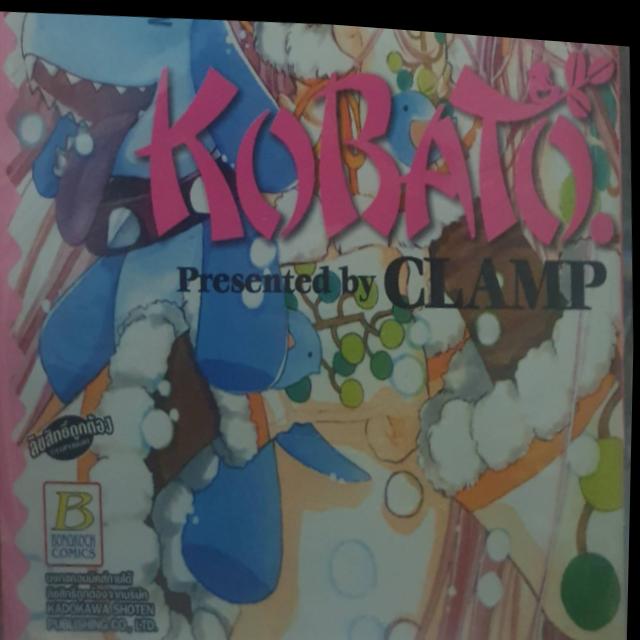 KOBATO.
Presented by CLAMP
ลิขสิทธิ์ถูกต้อง
B
BONGKOCH
COMICS
KADOKAWA SHOTEN
PUBLISHING CO., LTD.